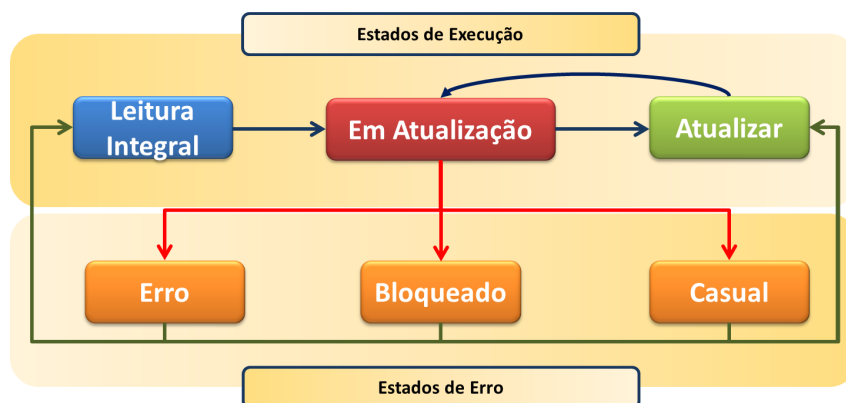 Estados de Execução
Leitura
Integral
Em Atualização
Atualizar
Erro
Bloqueado
Casual
Estados de Erro